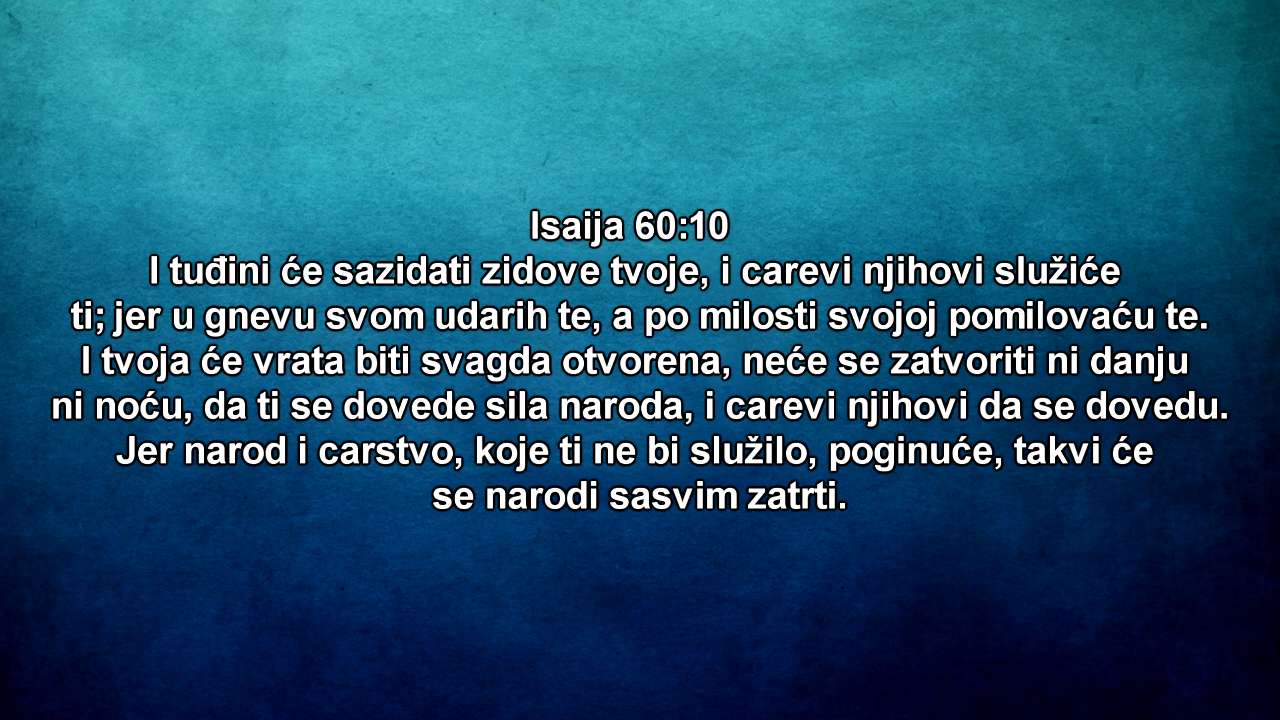 Isaija 60:10
I tuđini će sazidati zidove tvoje, i carevi njihovi služiće
ti; jer u gnevu svom udarih te, a po milosti svojoj pomilovaću te.
I tvoja će vrata biti svagda otvorena, neće se zatvoriti ni danju
ni noću, da ti se dovede sila naroda, i carevi njihovi da se dovedu.
Jer narod i carstvo, koje ti ne bi služilo, poginuće, takvi će
se narodi sasvim zatrti.